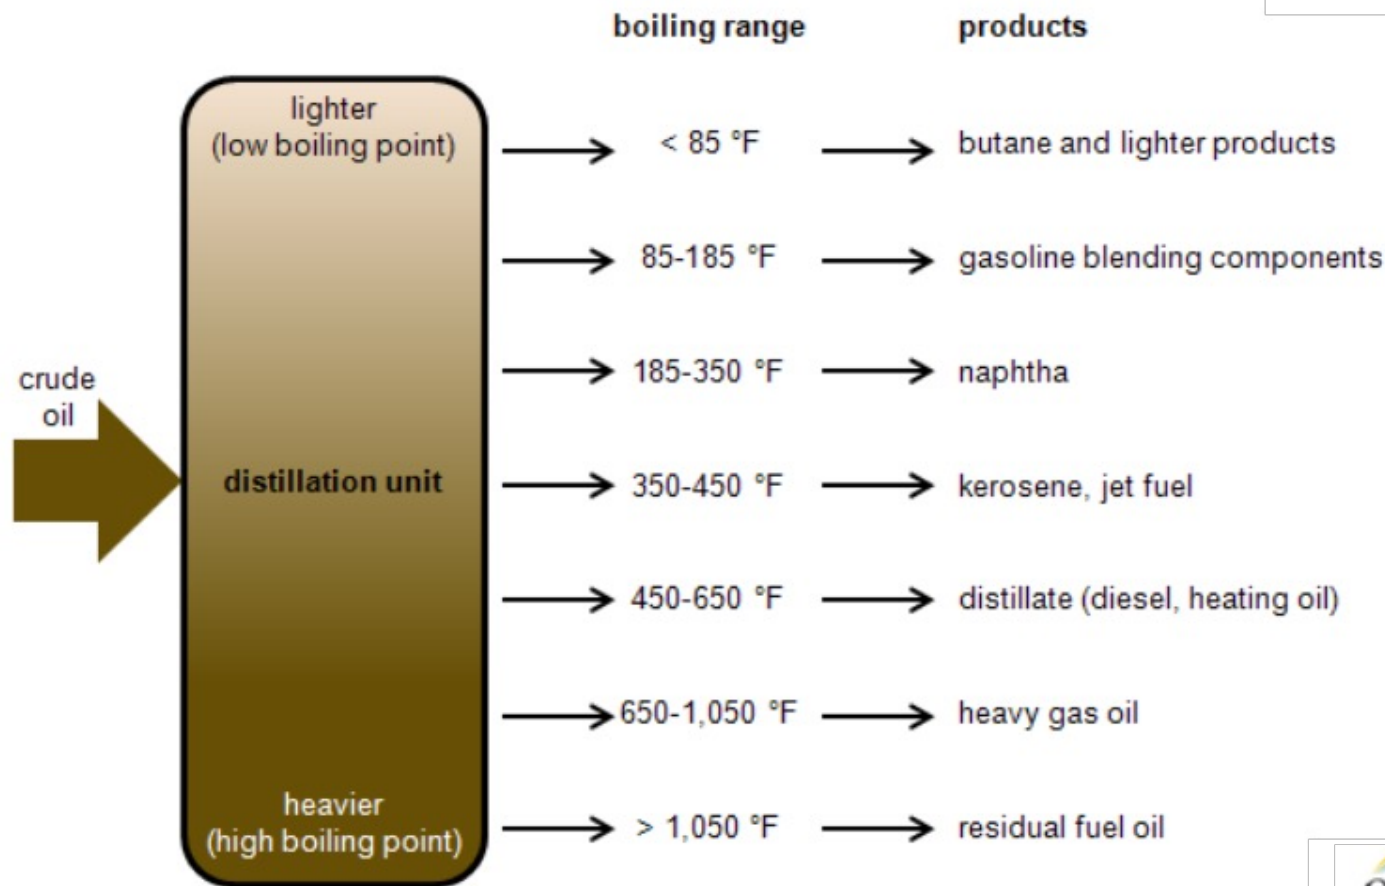 boiling range products
lighter
(low boiling point)
< 85 °F butane and lighter products
85-185 °F gasoline blending components
185-350 °F naphtha
crude
oil
distillation unit
350-450 °F kerosene, jet fuel
450-650 °F distillate (diesel, heating oil)
650-1,050 °F heavy gas oil
heavier
(high boiling point)
> 1,050 °F residual fuel oil